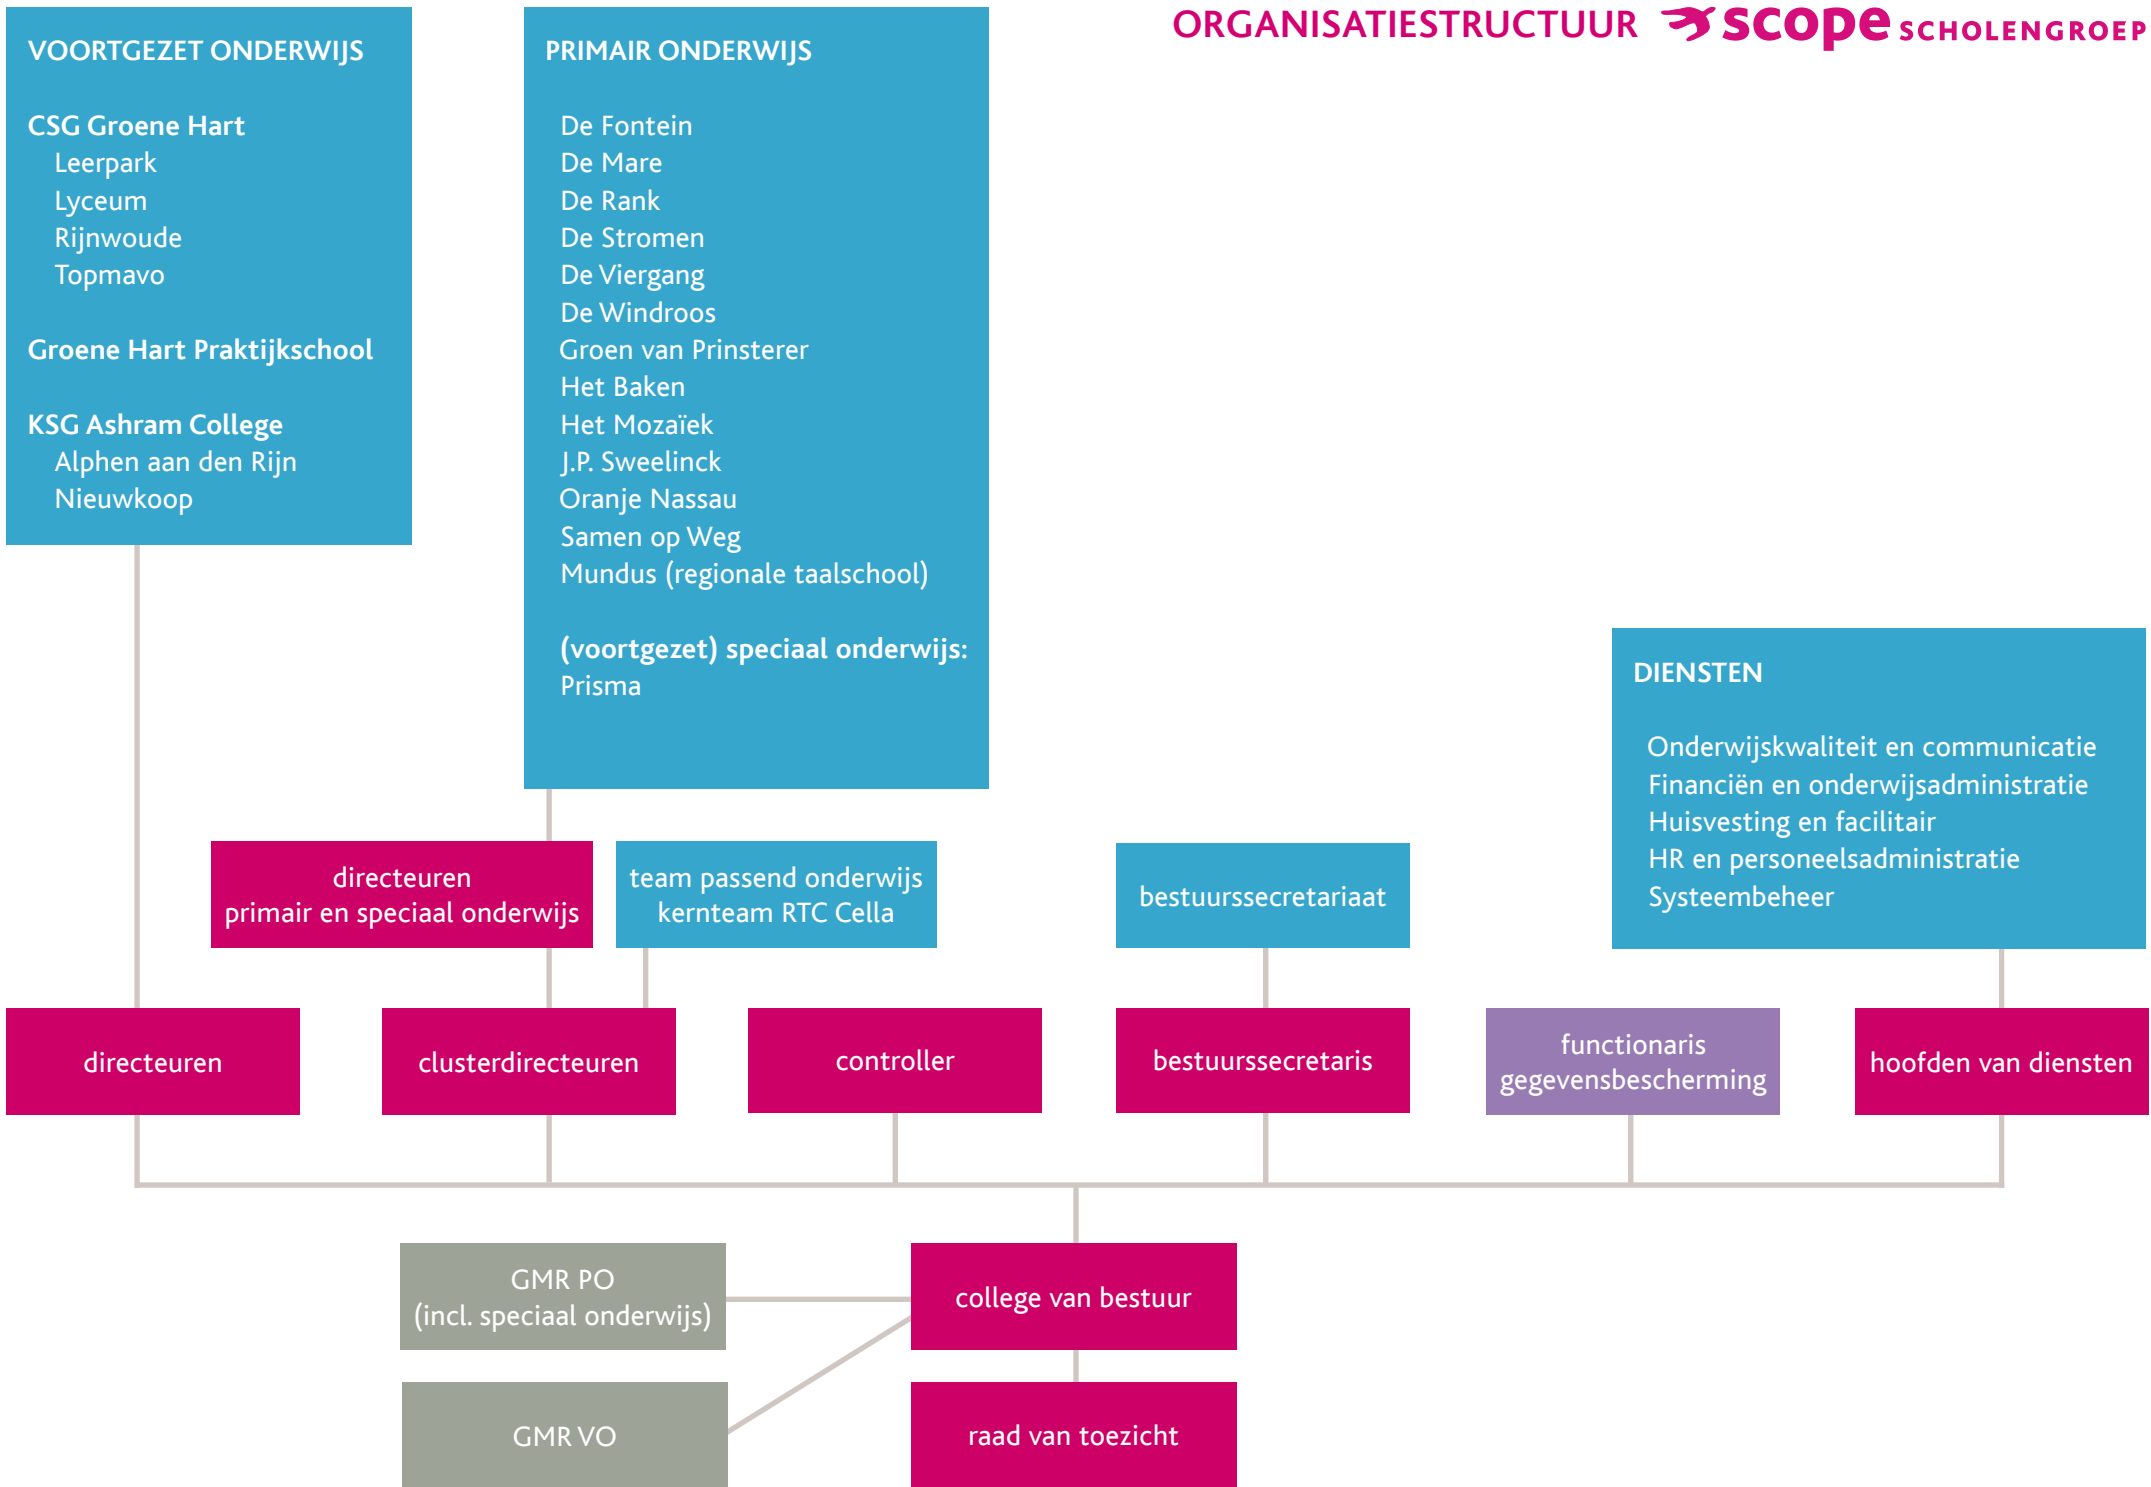 ORGANISATIESTRUCTUUR scope SCHOLENGROEP
VOORTGEZET ONDERWIJS
CSG Groene Hart
Leerpark
Lyceum
Rijnwoude
Topmavo
Groene Hart Praktijkschool
KSG Ashram College
Alphen aan den Rijn
Nieuwkoop
PRIMAIR ONDERWIJS
De Fontein
De Mare
De Rank
De Stromen
De Viergang
De Windroos
Groen van Prinsterer
Het Baken
Het Mozaïek
J.P. Sweelinck
Oranje Nassau
Samen op Weg
Mundus (regionale taalschool)
(voortgezet) speciaal onderwijs:
Prisma
DIENSTEN
Onderwijskwaliteit en communicatie
Financiën en onderwijsadministratie
Huisvesting en facilitair
HR en personeelsadministratie
Systeembeheer
directeuren
primair en speciaal onderwijs
team passend onderwijs
kernteam RTC Cella
bestuurssecretariaat
directeuren
clusterdirecteuren
controller
bestuurssecretaris
functionaris
gegevensbescherming
hoofden van diensten
GMR PO
(incl. speciaal onderwijs)
college van bestuur
GMR VO
raad van toezicht